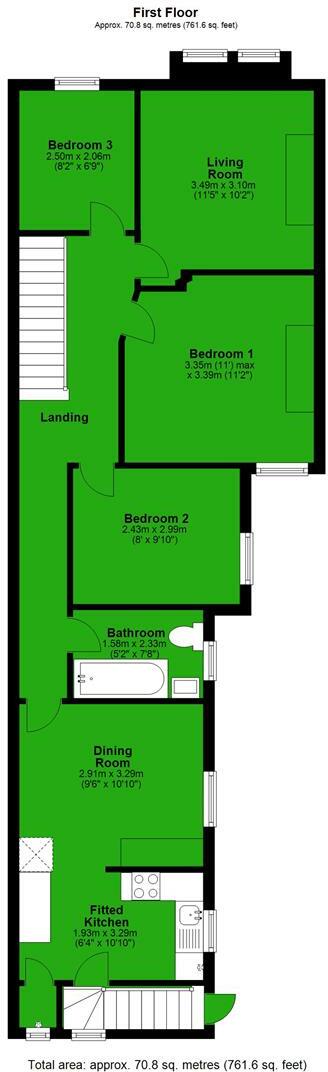 First Floor
Approx. 70.8 sq. metres (761.6 sq. feet)
Bedroom 3
2.50m x 2.06m
(8'2" x 6'9")
Living
Room
3.49m x 3.10m
(11'5" x 10'2")
Bedroom 1
3.35m (11') max
x 3.39m (11'2")
Landing
Bedroom 2
2.43m x 2.99m
(8' x 9'10")
Bathroom
1.58m x 2.33m
(5'2" x 7'8")
Dining
Room
2.91m x 3.29m
(9'6" x 10'10")
Fitted
Kitchen
1.93m x 3.29m
(6'4" x 10'10")
Total area: approx. 70.8 sq. metres (761.6 sq. feet)